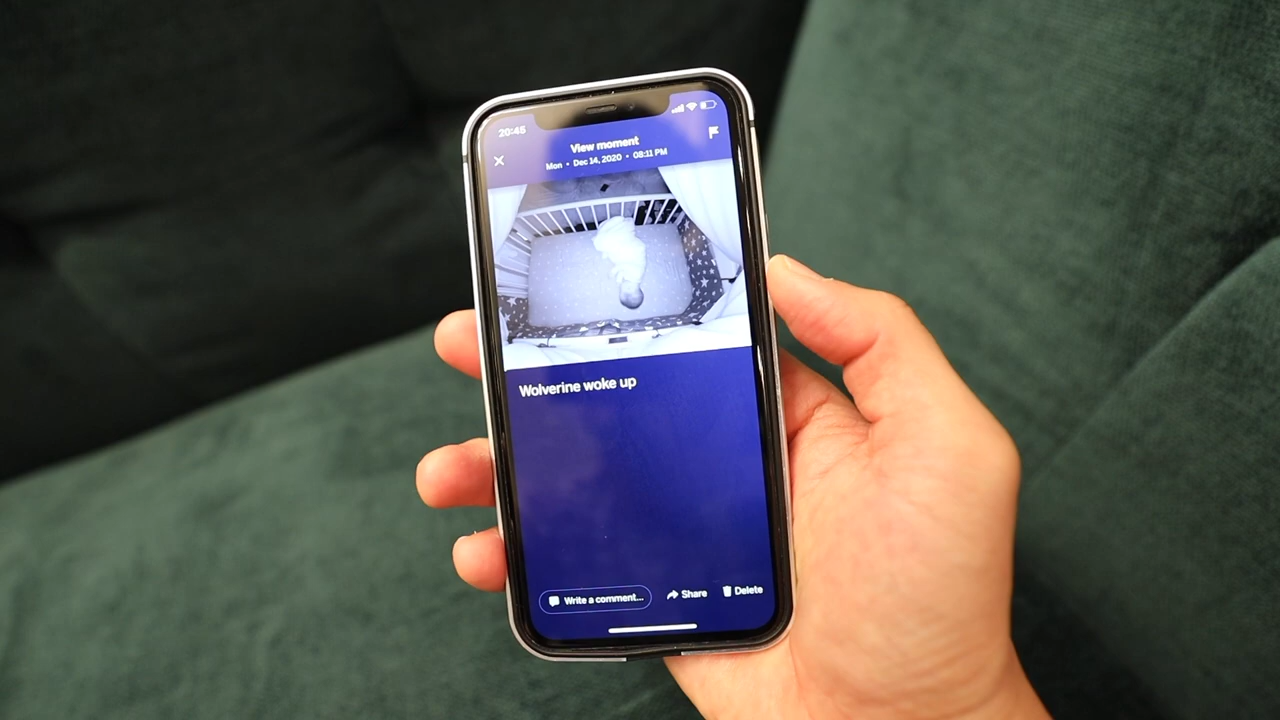 20:45
View moment
Mon • Dec 14, 2020 • 08:11 PM
Wolverine woke up
Write a comment...
Share
Delete